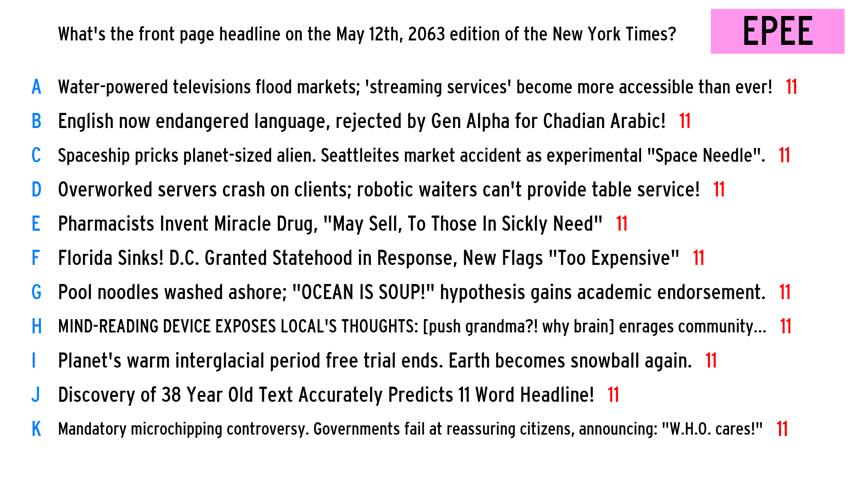 What's the front page headline on the May 12th, 2063 edition of the New York Times?
EPEE
A Water-powered televisions flood markets; 'streaming services' become more accessible than ever! 11
B English now endangered language, rejected by Gen Alpha for Chadian Arabic! 11
C Spaceship pricks planet-sized alien. Seattleites market accident as experimental "Space Needle". 11
D Overworked servers crash on clients; robotic waiters can't provide table service! 11
E Pharmacists Invent Miracle Drug, "May Sell, To Those In Sickly Need" 11
F Florida Sinks! D.C. Granted Statehood in Response, New Flags "Too Expensive" 11
G Pool noodles washed ashore; "OCEAN IS SOUP!" hypothesis gains academic endorsement. 11
H MIND-READING DEVICE EXPOSES LOCAL'S THOUGHTS: [push grandma?! why brain] enrages community... 11
I Planet's warm interglacial period free trial ends. Earth becomes snowball again. 11
J Discovery of 38 Year Old Text Accurately Predicts 11 Word Headline! 11
K Mandatory microchipping controversy. Governments fail at reassuring citizens, announcing: "W.H.O. cares!" 11